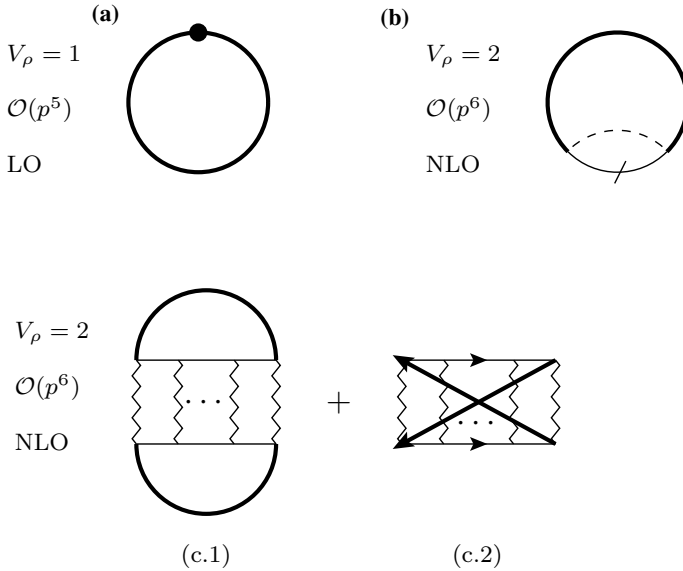 (a)
V_ρ = 1
O(p^5)
LO
(b)
V_ρ = 2
O(p^6)
NLO
V_ρ = 2
O(p^6)
NLO
...
+
...
(c.1)
(c.2)